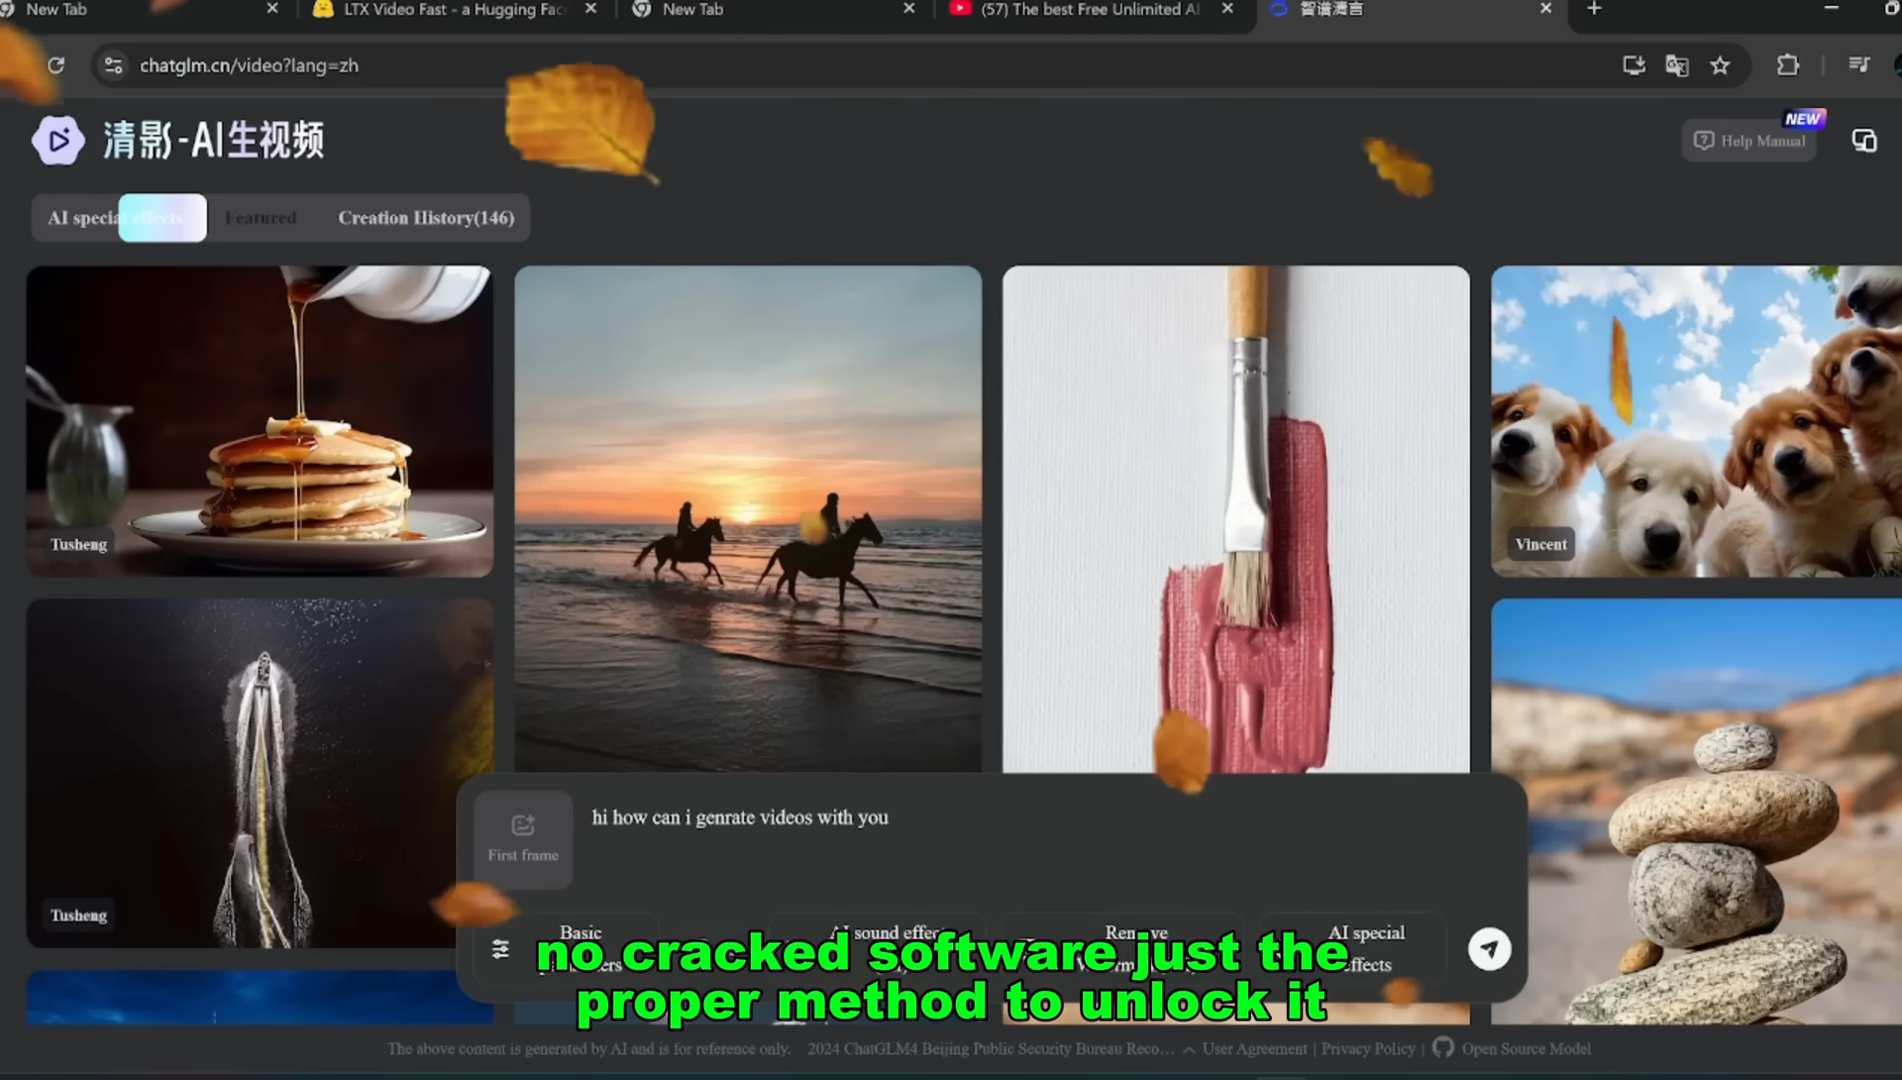 New Tab
LTX Video Fast - a Hugging Fac
New Tab
(57) The best Free Unlimited AI
智谱清言
chatglm.cn/video?lang=zh
清影-AI生视频
NEW
Help Manual
AI special effects
Featured
Creation History(146)
Tusheng
Vincent
Tusheng
hi how can i genrate videos with you
First frame
Basic
AI sound effect
Remove
AI special
effects
no cracked software just the
proper method to unlock it
The above content is generated by AI and is for reference only.
2024 ChatGLM4 Beijing Public Security Bureau Reco...
User Agreement | Privacy Policy |
Open Source Model